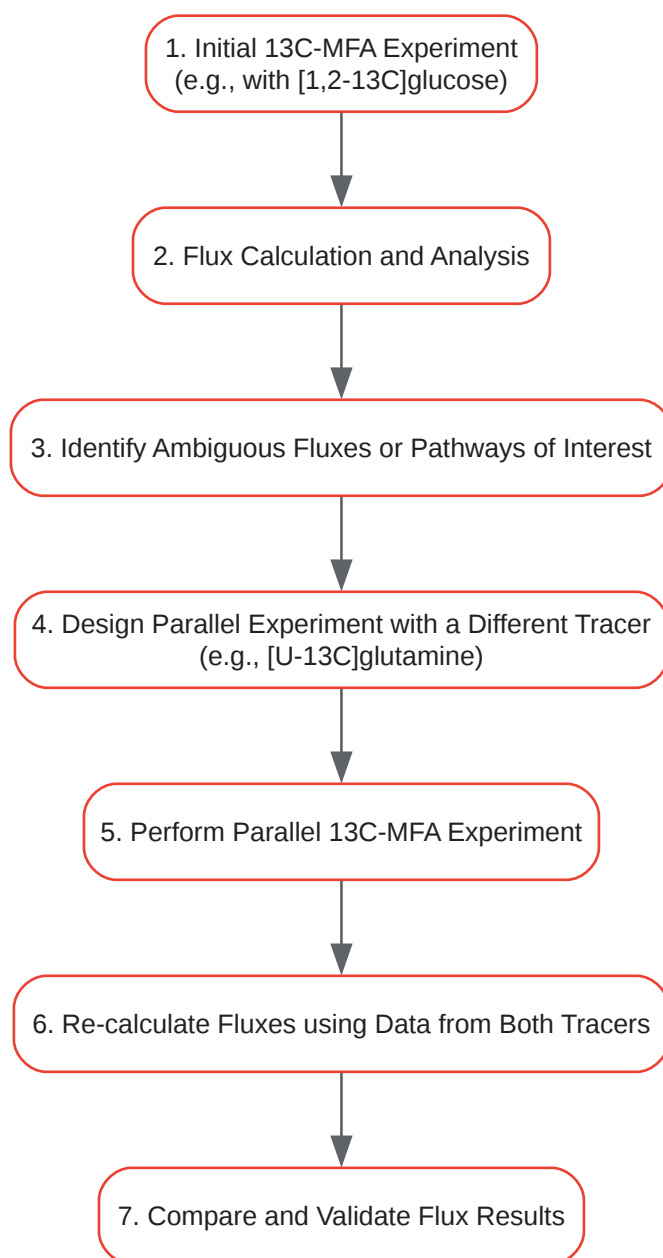 1. Initial 13C-MFA Experiment
(e.g., with [1,2-13C]glucose)
2. Flux Calculation and Analysis
3. Identify Ambiguous Fluxes or Pathways of Interest
4. Design Parallel Experiment with a Different Tracer
(e.g., [U-13C]glutamine)
5. Perform Parallel 13C-MFA Experiment
6. Re-calculate Fluxes using Data from Both Tracers
7. Compare and Validate Flux Results